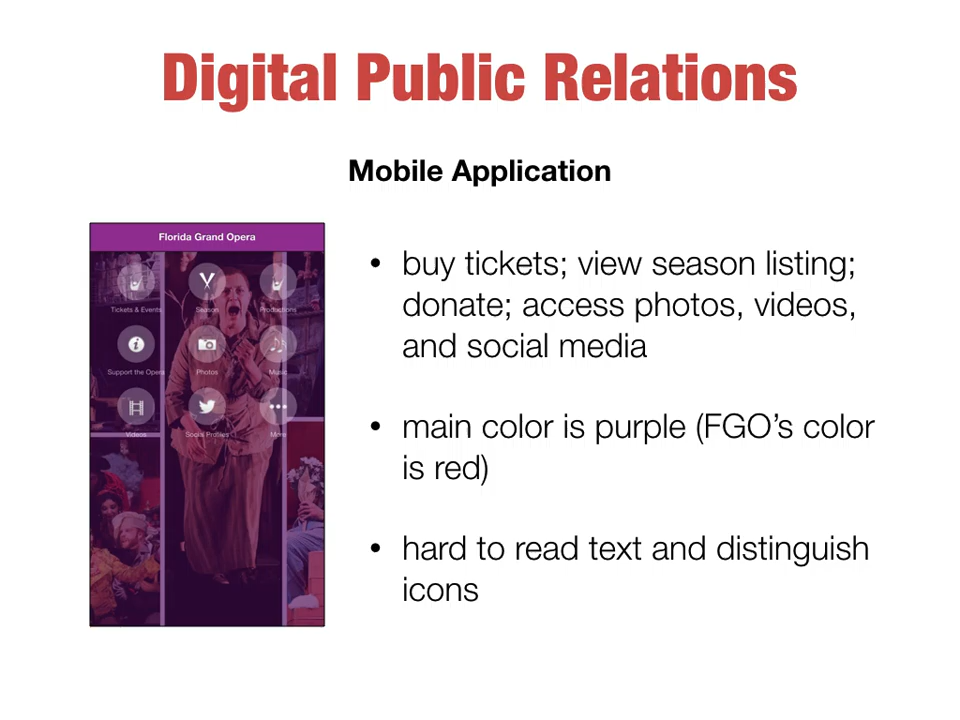 Digital Public Relations
Mobile Application
Florida Grand Opera
Tickets & Events
Season
Productions
Support the Opera
Photos
Music
Videos
Social Profiles
More
• buy tickets; view season listing;
donate; access photos, videos,
and social media
• main color is purple (FGO’s color
is red)
• hard to read text and distinguish
icons